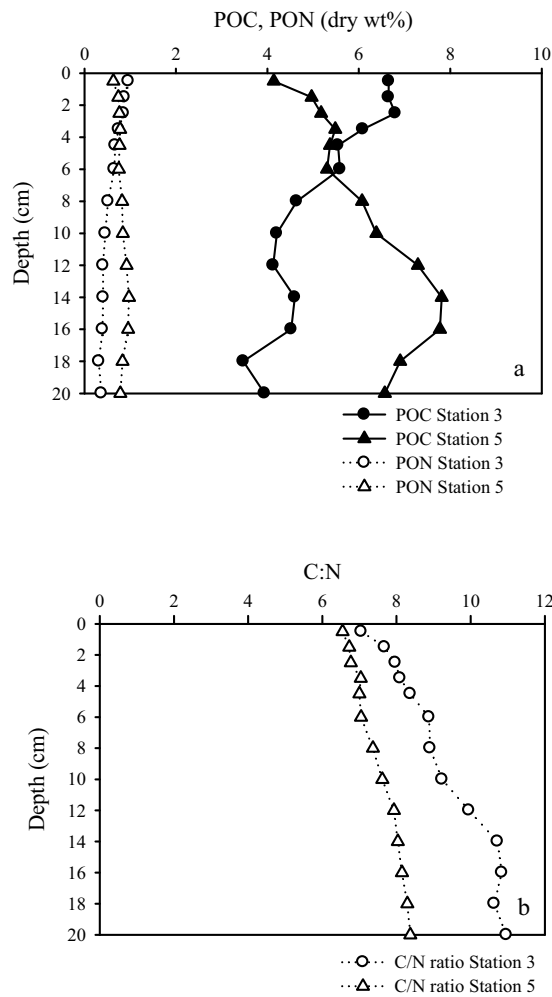 POC, PON (dry wt%)
0 2 4 6 8 10
0
2
4
6
8
10
12
14
16
18
20
Depth (cm)
a
POC Station 3
POC Station 5
PON Station 3
PON Station 5
C:N
0 2 4 6 8 10 12
0
2
4
6
8
10
12
14
16
18
20
Depth (cm)
b
C/N ratio Station 3
C/N ratio Station 5